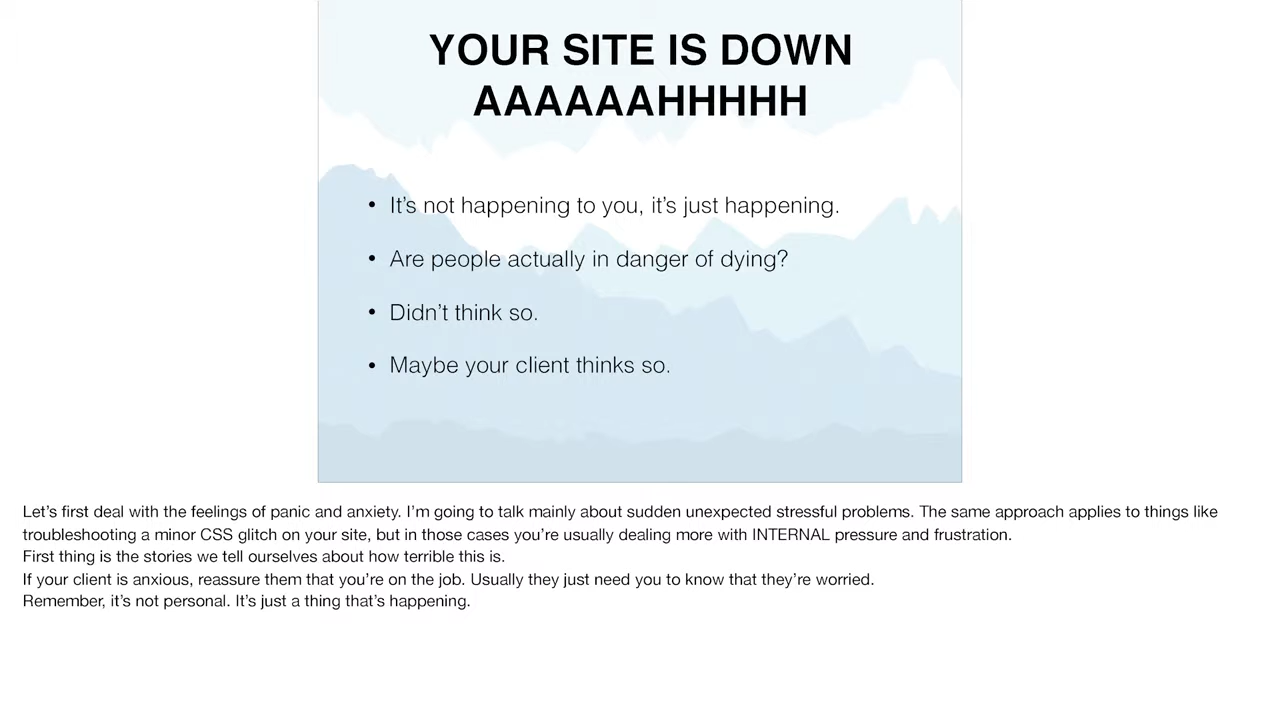 YOUR SITE IS DOWN
AAAAAAHHHHH
• It’s not happening to you, it’s just happening.
• Are people actually in danger of dying?
• Didn’t think so.
• Maybe your client thinks so.
Let’s first deal with the feelings of panic and anxiety. I’m going to talk mainly about sudden unexpected stressful problems. The same approach applies to things like
troubleshooting a minor CSS glitch on your site, but in those cases you’re usually dealing more with INTERNAL pressure and frustration.
First thing is the stories we tell ourselves about how terrible this is.
If your client is anxious, reassure them that you’re on the job. Usually they just need you to know that they’re worried.
Remember, it’s not personal. It’s just a thing that’s happening.